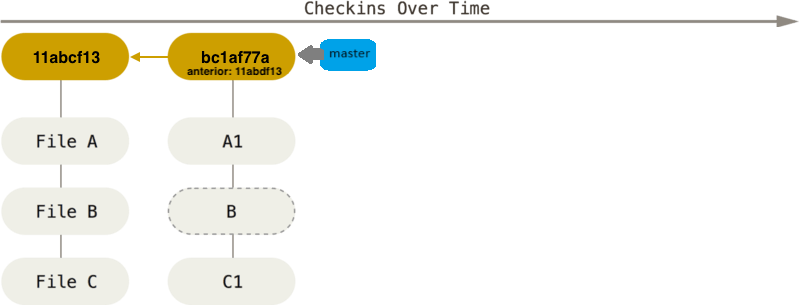 Checkins Over Time
11abcf13
bc1af77a
anterior: 11abdf13
master
File A
A1
File B
B
File C
C1